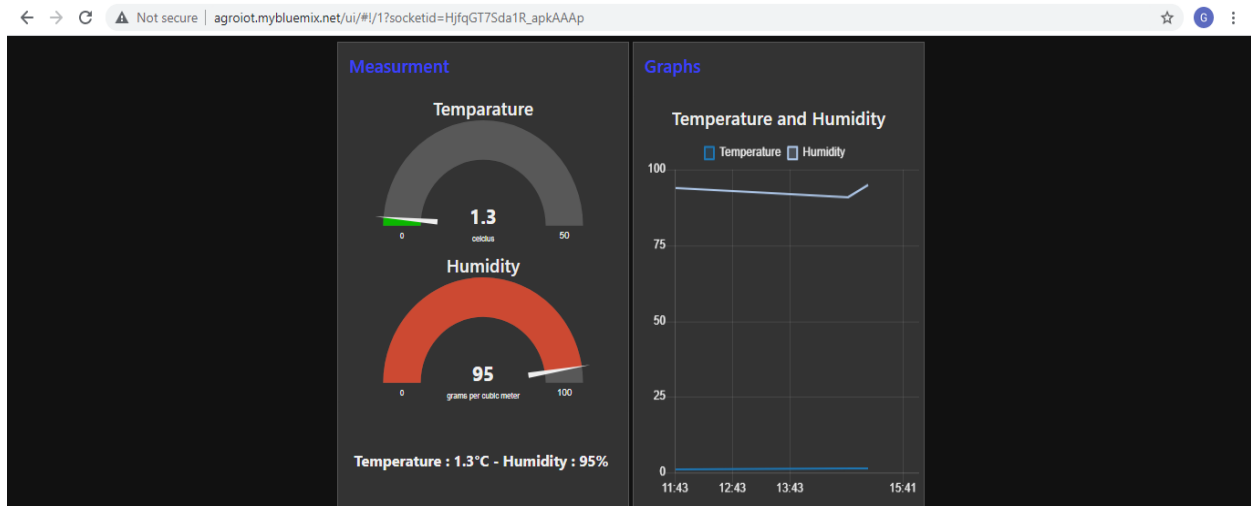 Not secure | agroiot.mybluemix.net/ui/#!/1?socketid=HjfqGT7Sda1R_apkAAAp
G
Measurment
Temparature
1.3
0 celcius 50
Humidity
95
0 grams per cubic meter 100
Temperature : 1.3°C - Humidity : 95%
Graphs
Temperature and Humidity
Temperature Humidity
100
75
50
25
0
11:43 12:43 13:43 15:41